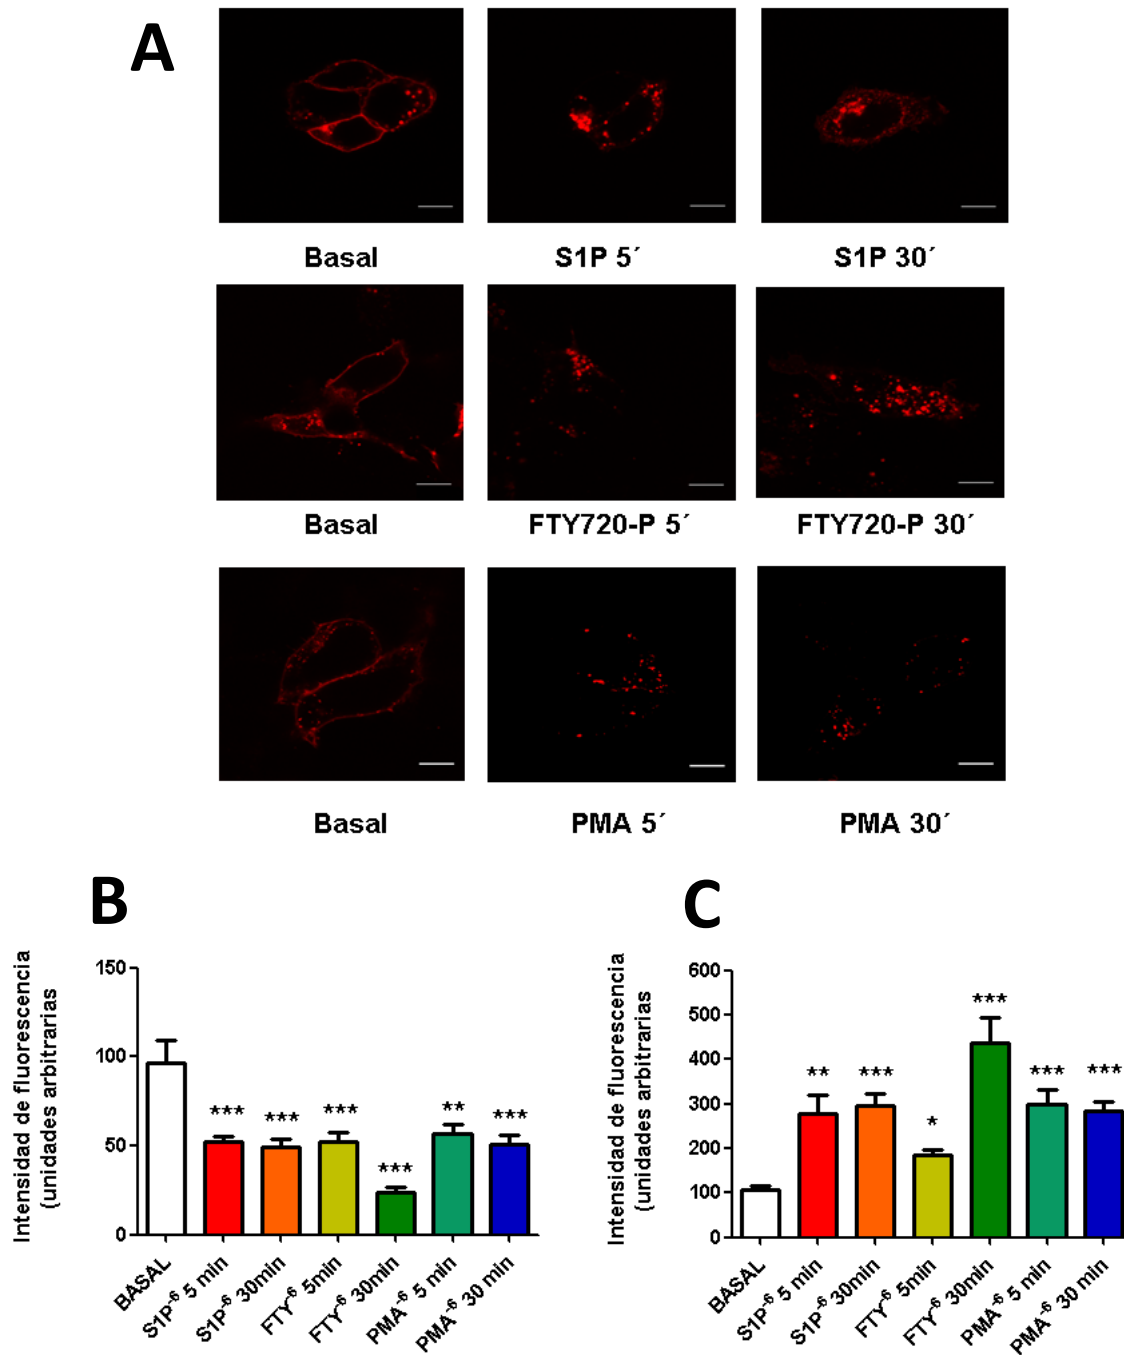 A
Basal
S1P 5´
S1P 30´
Basal
FTY720-P 5´
FTY720-P 30´
Basal
PMA 5´
PMA 30´
B
Intensidad de fluorescencia
(unidades arbitrarias
150
100
50
0
***
***
***
***
**
***
BASAL
S1P-6 5 min
S1P-6 30min
FTY-6 5min
FTY-6 30min
PMA-6 5 min
PMA-6 30 min
C
Intensidad de fluorescencia
(unidades arbitrarias
600
500
400
300
200
100
0
**
***
*
***
***
***
BASAL
S1P-6 5 min
S1P-6 30min
FTY-6 5min
FTY-6 30min
PMA-6 5 min
PMA-6 30 min